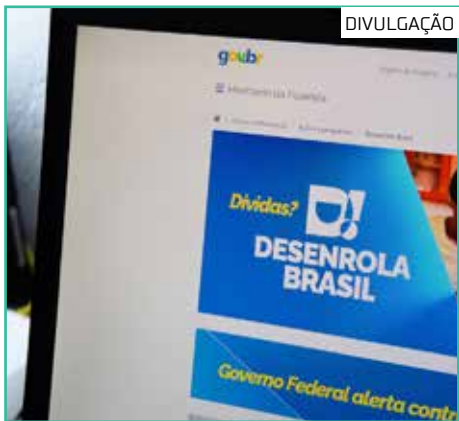 DIVULGAÇÃO
gov.br
Ministério da Fazenda
Dívidas?
DESENROLA
BRASIL
Governo Federal alerta contr